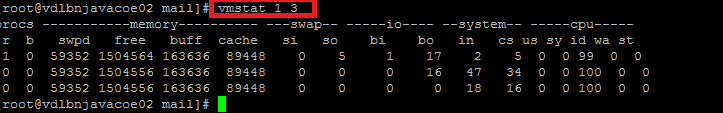 [root@vdlbnjavacoe02 mail]# vmstat 1 3
procs -----------memory---------- ---swap-- -----io---- --system-- -----cpu-----
r b swpd free buff cache si so bi bo in cs us sy id wa st
1 0 59352 1504564 163636 89448 0 5 1 17 2 5 0 0 99 0 0
0 0 59352 1504556 163636 89448 0 0 0 16 47 34 0 0 100 0 0
0 0 59352 1504556 163636 89448 0 0 0 0 18 16 0 0 100 0 0
[root@vdlbnjavacoe02 mail]#